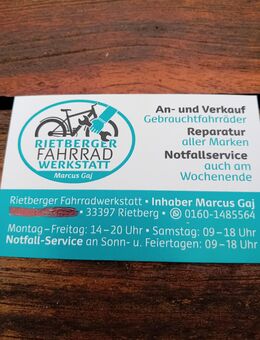 RIETBERGER
FAHRRAD
WERKSTATT
Marcus Gaj
An- und Verkauf
Gebrauchtfahrräder
Reparatur
aller Marken
Notfallservice
auch am
Wochenende
Rietberger Fahrradwerkstatt • Inhaber Marcus Gaj
• 33397 Rietberg • 0160-1485564
Montag–Freitag: 14–20 Uhr • Samstag: 09–18 Uhr
Notfall-Service an Sonn- u. Feiertagen: 09–18 Uhr